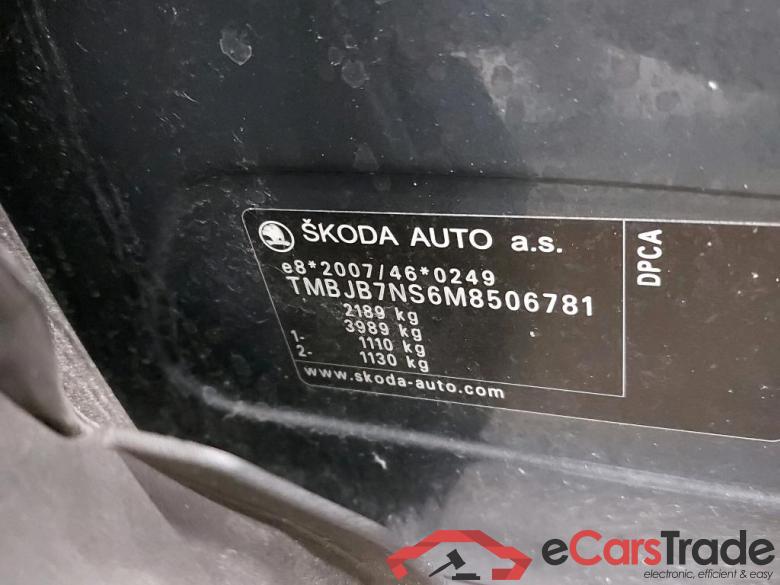 ŠKODA AUTO a.s.
e8*2007/46*0249
TMBJB7NS6M8506781
2189 kg
3989 kg
1- 1110 kg
2- 1130 kg
www.skoda-auto.com
DPCA
eCarsTrade
electronic, efficient & easy